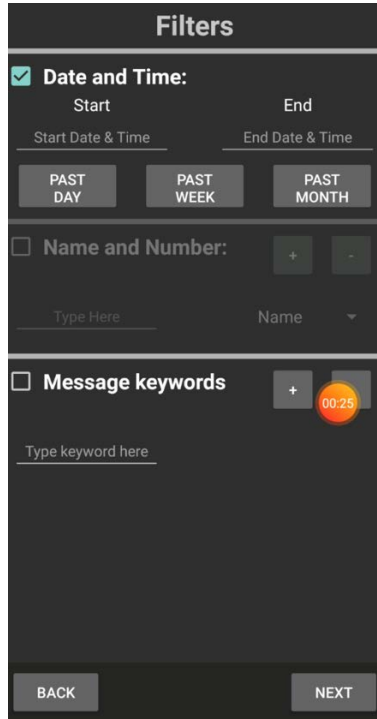 Filters
Date and Time:
Start End
Start Date & Time End Date & Time
PAST DAY PAST WEEK PAST MONTH
Name and Number:
+ -
Type Here Name
Message keywords
+
00:25
Type keyword here
BACK NEXT